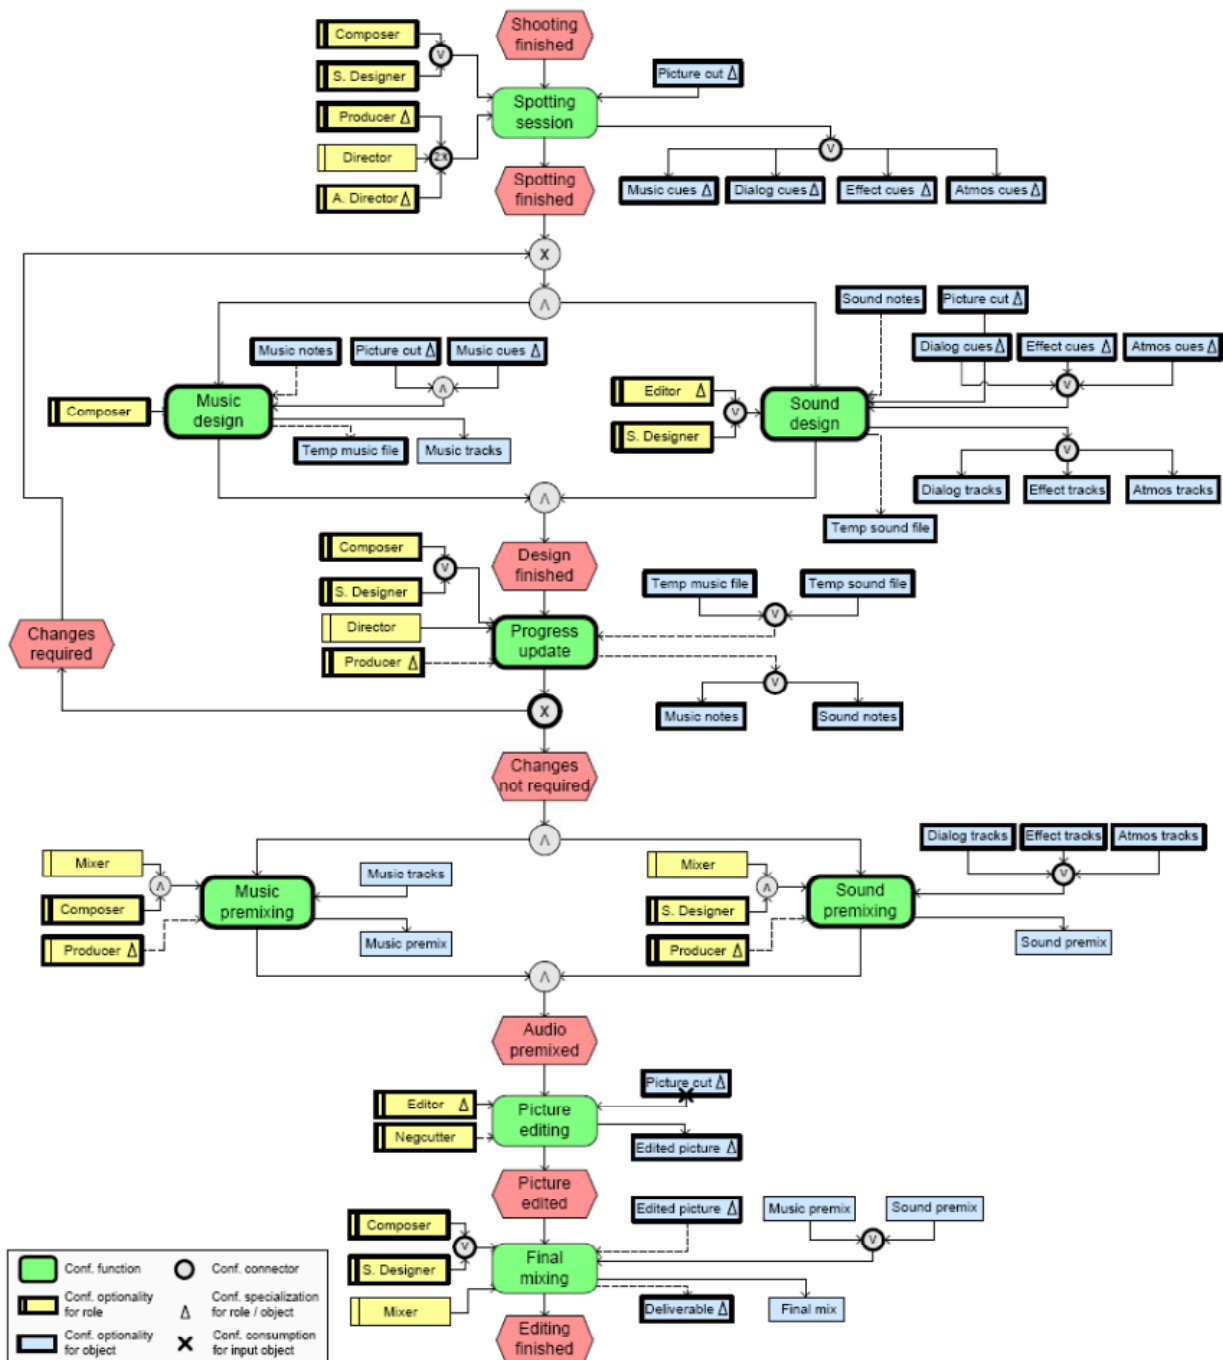 Composer
Shooting
finished
S. Designer
Picture cut
Producer
Spotting
session
Director
2x
A. Director
Spotting
finished
Music cues
Dialog cues
Effect cues
Atmos cues
X
Sound notes
Picture cut
Music notes
Picture cut
Music cues
Dialog cues
Effect cues
Atmos cues
Composer
Music
design
Editor
S. Designer
Sound
design
Temp music file
Music tracks
Dialog tracks
Effect tracks
Atmos tracks
Temp sound file
Composer
Design
finished
S. Designer
Temp music file
Temp sound file
Director
Progress
update
Producer
Changes
required
X
Music notes
Sound notes
Changes
not required
Mixer
Music tracks
Composer
Music
premixing
Producer
Music premix
Mixer
S. Designer
Producer
Sound
premixing
Dialog tracks
Effect tracks
Atmos tracks
Sound premix
Audio
premixed
Picture cut
Editor
Picture
editing
Negcutter
Edited picture
Picture
edited
Composer
Edited picture
Music premix
Sound premix
S. Designer
Final
mixing
Mixer
Deliverable
Final mix
Editing
finished
Conf. function
Conf. connector
Conf. optionality
for role
Conf. specialization
for role / object
Conf. optionality
for object
Conf. consumption
for input object